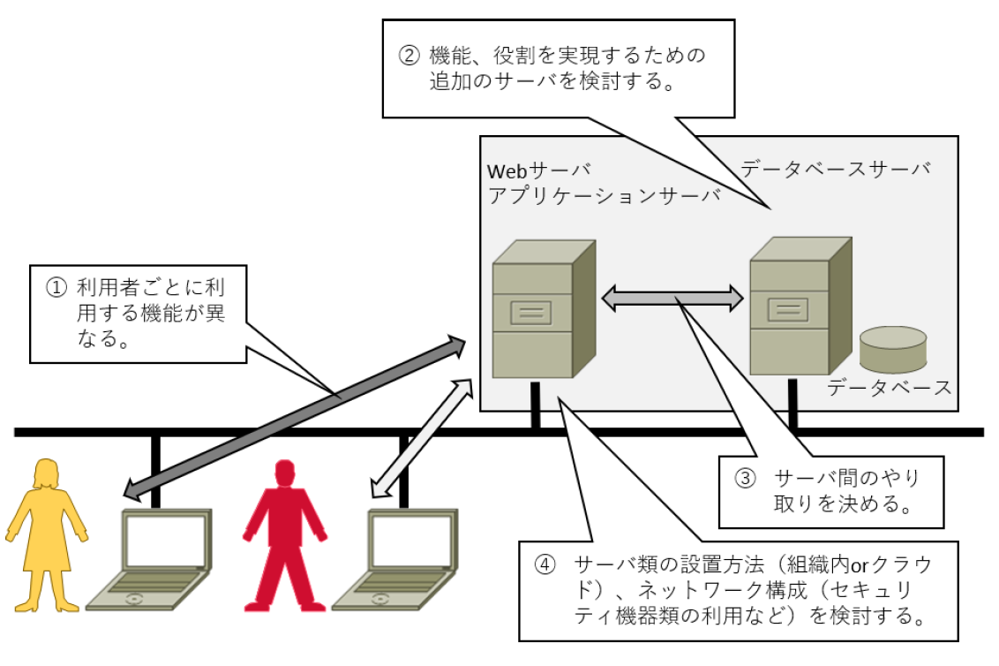 ② 機能、役割を実現するための
追加のサーバを検討する。
Webサーバ
アプリケーションサーバ
データベースサーバ
① 利用者ごとに利
用する機能が異
なる。
データベース
③ サーバ間のやり
取りを決める。
④ サーバ類の設置方法（組織内orクラウ
ド）、ネットワーク構成（セキュリ
ティ機器類の利用など）を検討する。